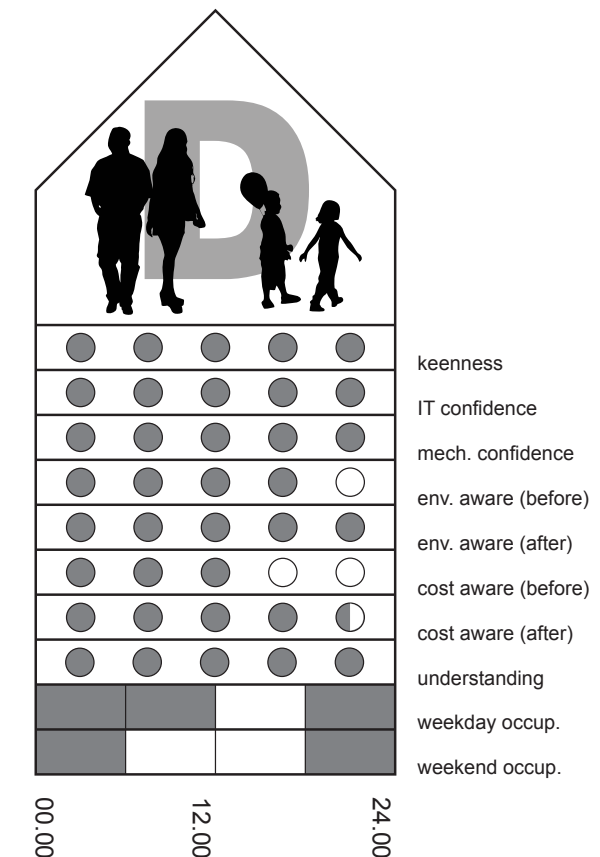 D
keenness
IT confidence
mech. confidence
env. aware (before)
env. aware (after)
cost aware (before)
cost aware (after)
understanding
weekday occup.
weekend occup.
00.00
12.00
24.00